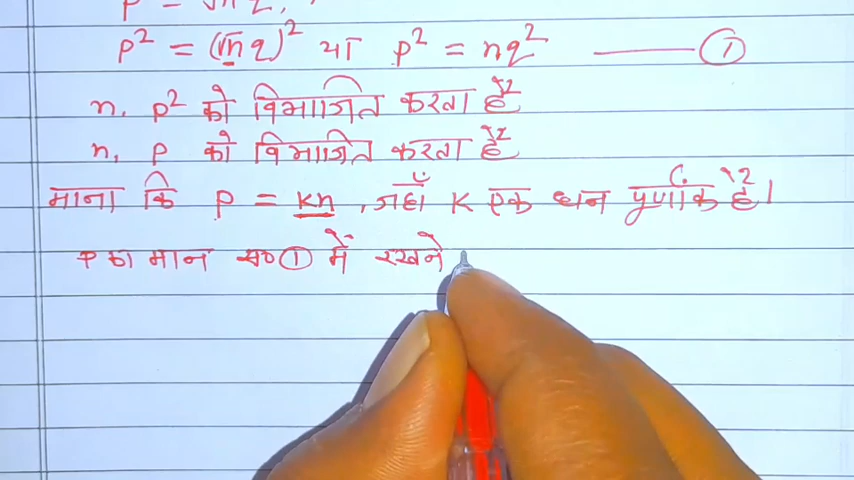 p² = (√n q)² या p² = nq² ——— ①
n, p² को विभाजित करता है
n, p को विभाजित करता है
माना कि p = kn, जहाँ K एक धन पूर्णांक है।
p का मान स० ① में रखने